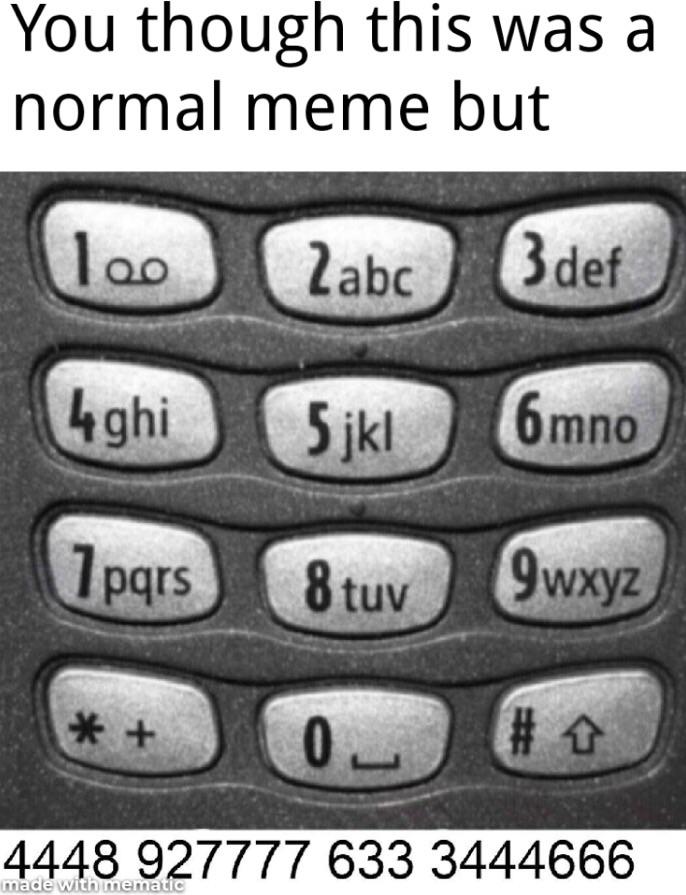 You though this was a
normal meme but
1
2abc
3def
4ghi
5jkl
6mno
7pqrs
8tuv
9wxyz
* +
0
#
4448 927777 633 3444666
made with mematic